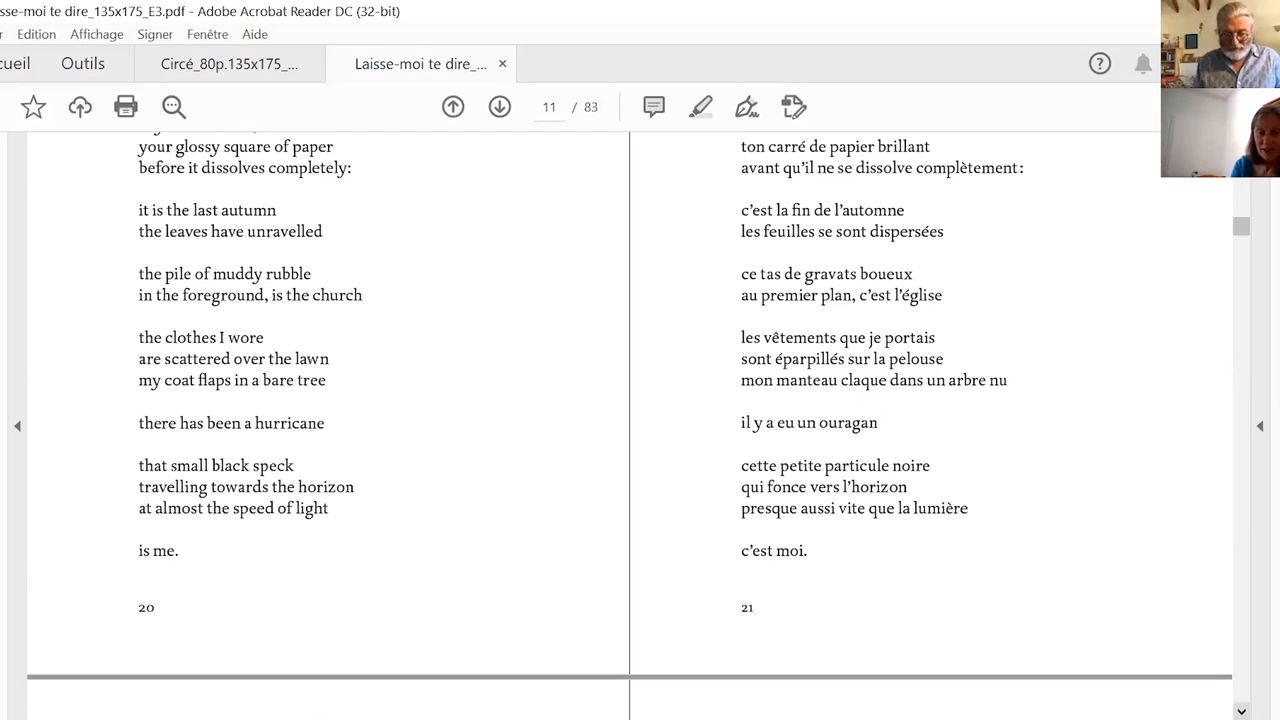 sse-moi te dire_135x175_E3.pdf - Adobe Acrobat Reader DC (32-bit)
Edition Affichage Signer Fenêtre Aide
cueil Outils Circé_80p.135x175_... Laisse-moi te dire_... ×
11 / 83
your glossy square of paper
before it dissolves completely:
it is the last autumn
the leaves have unravelled
the pile of muddy rubble
in the foreground, is the church
the clothes I wore
are scattered over the lawn
my coat flaps in a bare tree
there has been a hurricane
that small black speck
travelling towards the horizon
at almost the speed of light
is me.
20
ton carré de papier brillant
avant qu’il ne se dissolve complètement :
c’est la fin de l’automne
les feuilles se sont dispersées
ce tas de gravats boueux
au premier plan, c’est l’église
les vêtements que je portais
sont éparpillés sur la pelouse
mon manteau claque dans un arbre nu
il y a eu un ouragan
cette petite particule noire
qui fonce vers l’horizon
presque aussi vite que la lumière
c’est moi.
21